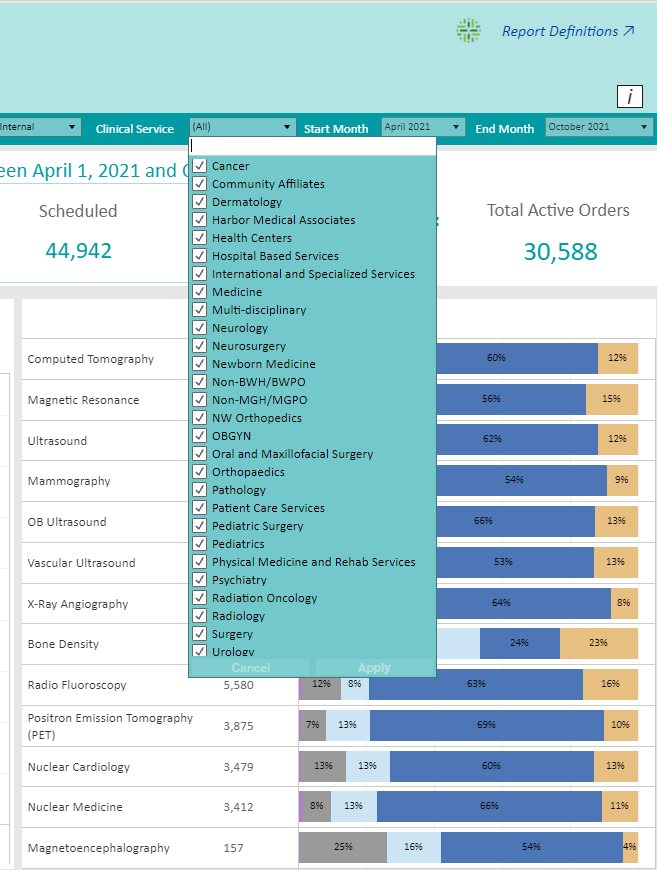 Report Definitions
i
Internal
Clinical Service
(All)
Start Month
April 2021
End Month
October 2021
een April 1, 2021 and
Scheduled
44,942
Total Active Orders
30,588
Cancer
Community Affiliates
Dermatology
Harbor Medical Associates
Health Centers
Hospital Based Services
International and Specialized Services
Medicine
Multi-disciplinary
Neurology
Neurosurgery
Newborn Medicine
Non-BWH/BWPO
Non-MGH/MGPO
NW Orthopedics
OBGYN
Oral and Maxillofacial Surgery
Orthopaedics
Pathology
Patient Care Services
Pediatric Surgery
Pediatrics
Physical Medicine and Rehab Services
Psychiatry
Radiation Oncology
Radiology
Surgery
Urology
Cancel
Apply
Computed Tomography 60% 12%
Magnetic Resonance 56% 15%
Ultrasound 62% 12%
Mammography 54% 9%
OB Ultrasound 66% 13%
Vascular Ultrasound 53% 13%
X-Ray Angiography 64% 8%
Bone Density 24% 23%
Radio Fluoroscopy 5,580 12% 8% 63% 16%
Positron Emission Tomography
(PET) 3,875 7% 13% 69% 10%
Nuclear Cardiology 3,479 13% 13% 60% 13%
Nuclear Medicine 3,412 8% 13% 66% 11%
Magnetoencephalography 157 25% 16% 54% 4%